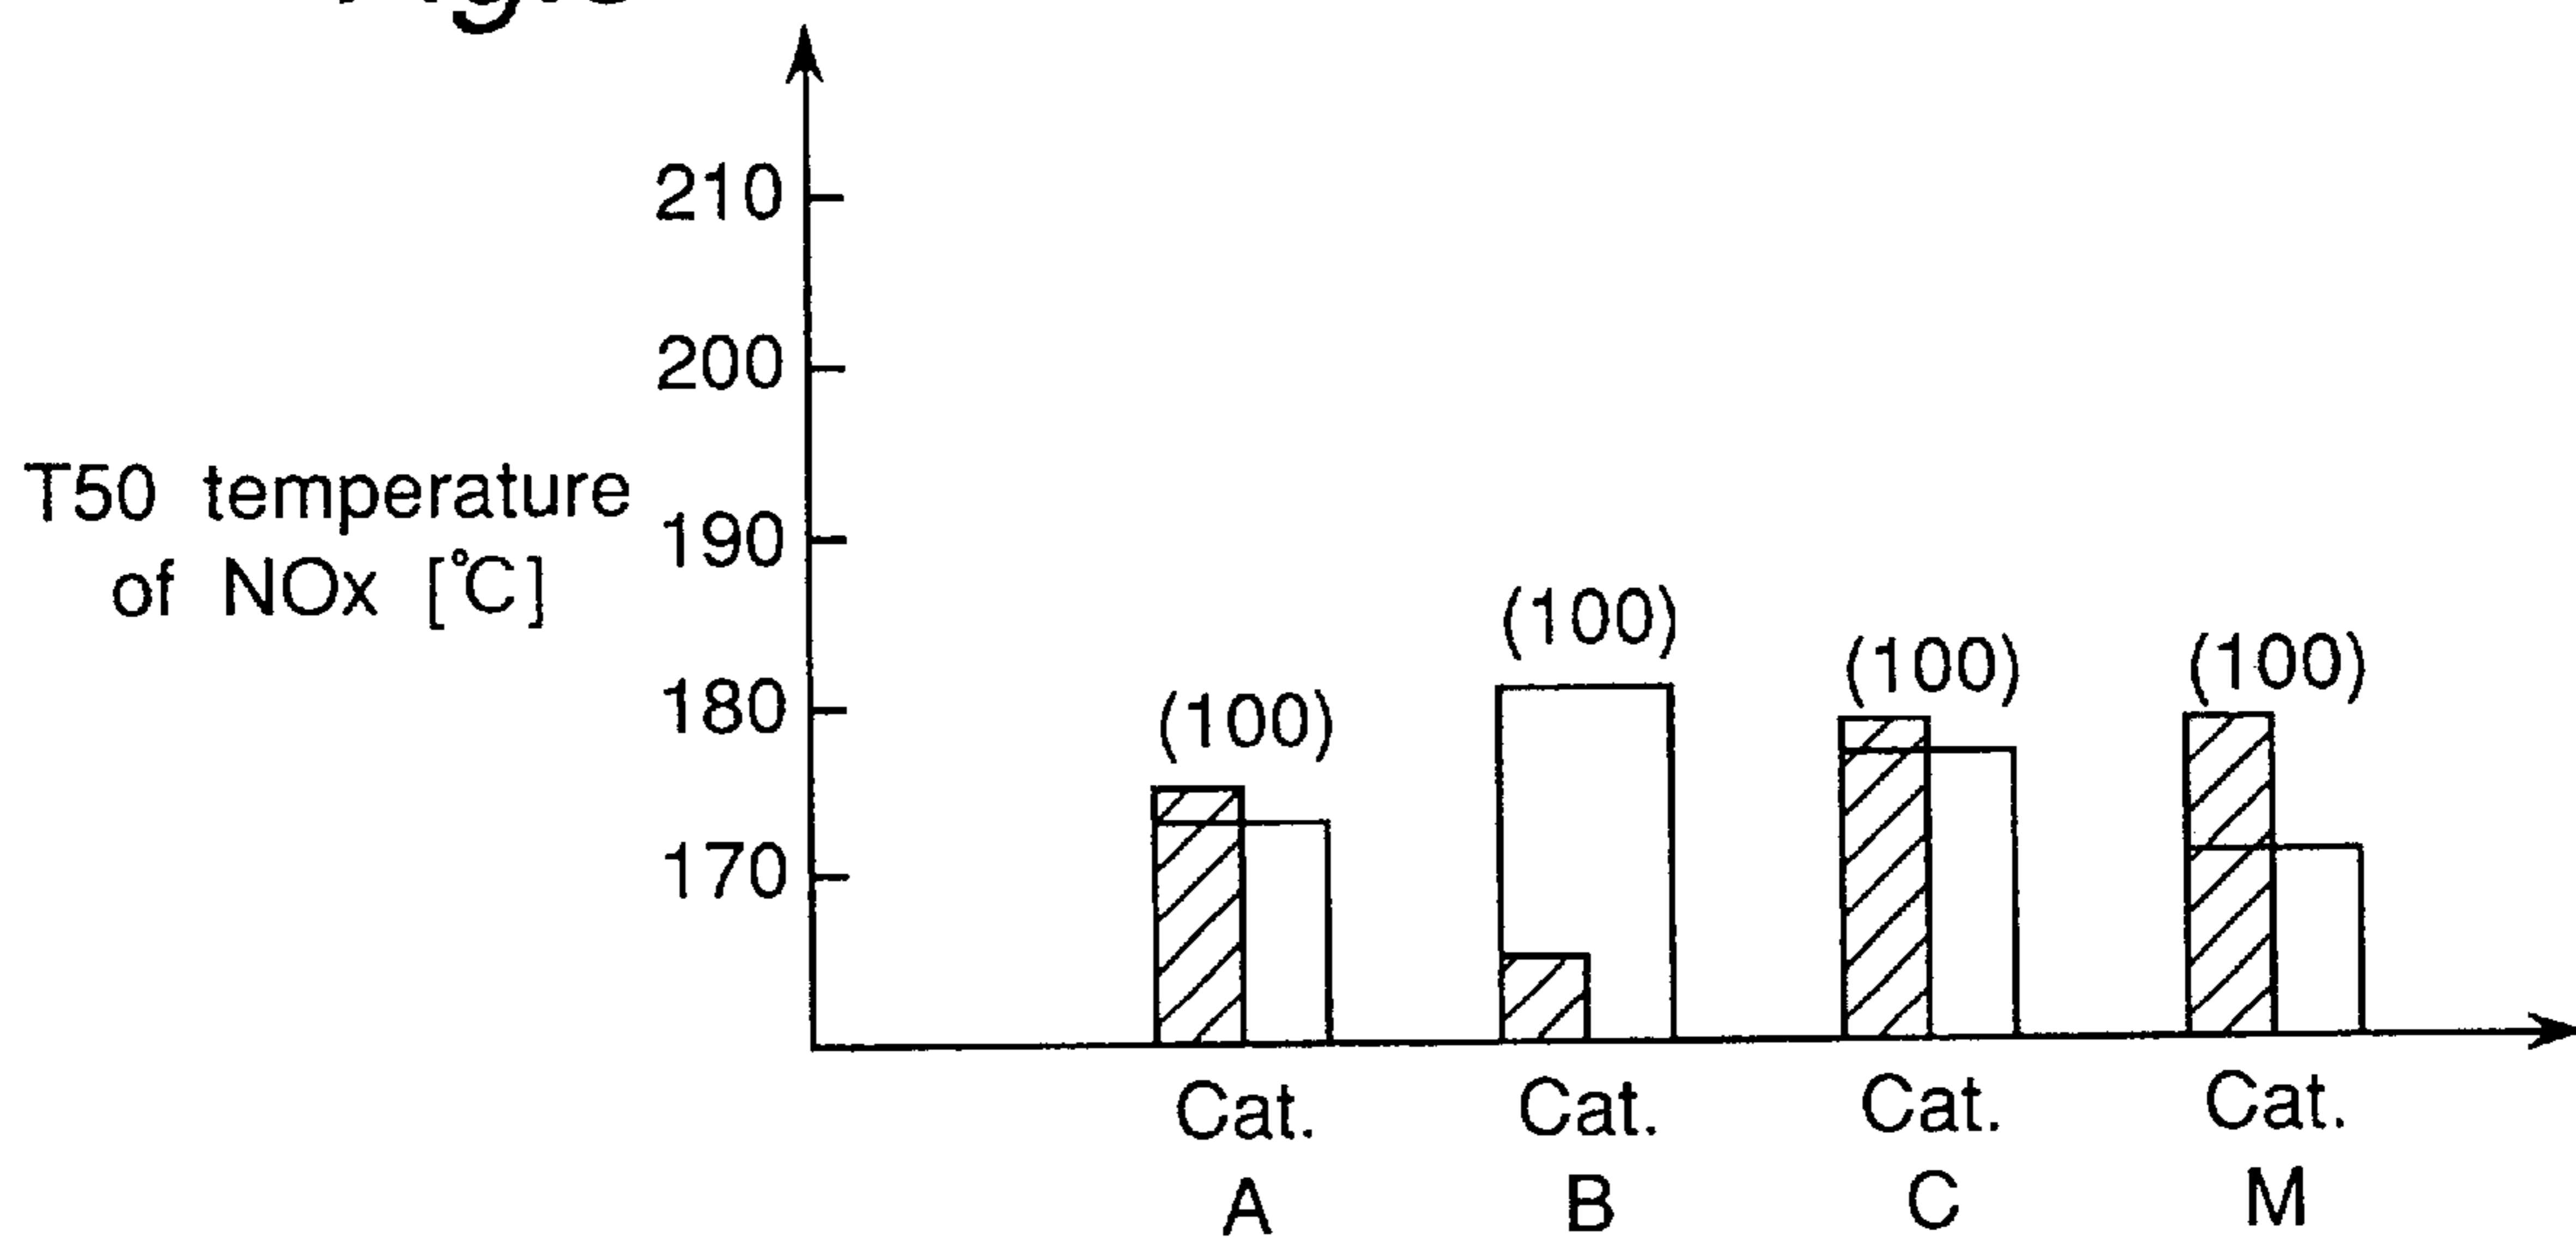 210
200
190
180
170
T50 temperature
of NOx [°C]
(100)
(100)
(100)
(100)
Cat.
A
Cat.
B
Cat.
C
Cat.
M